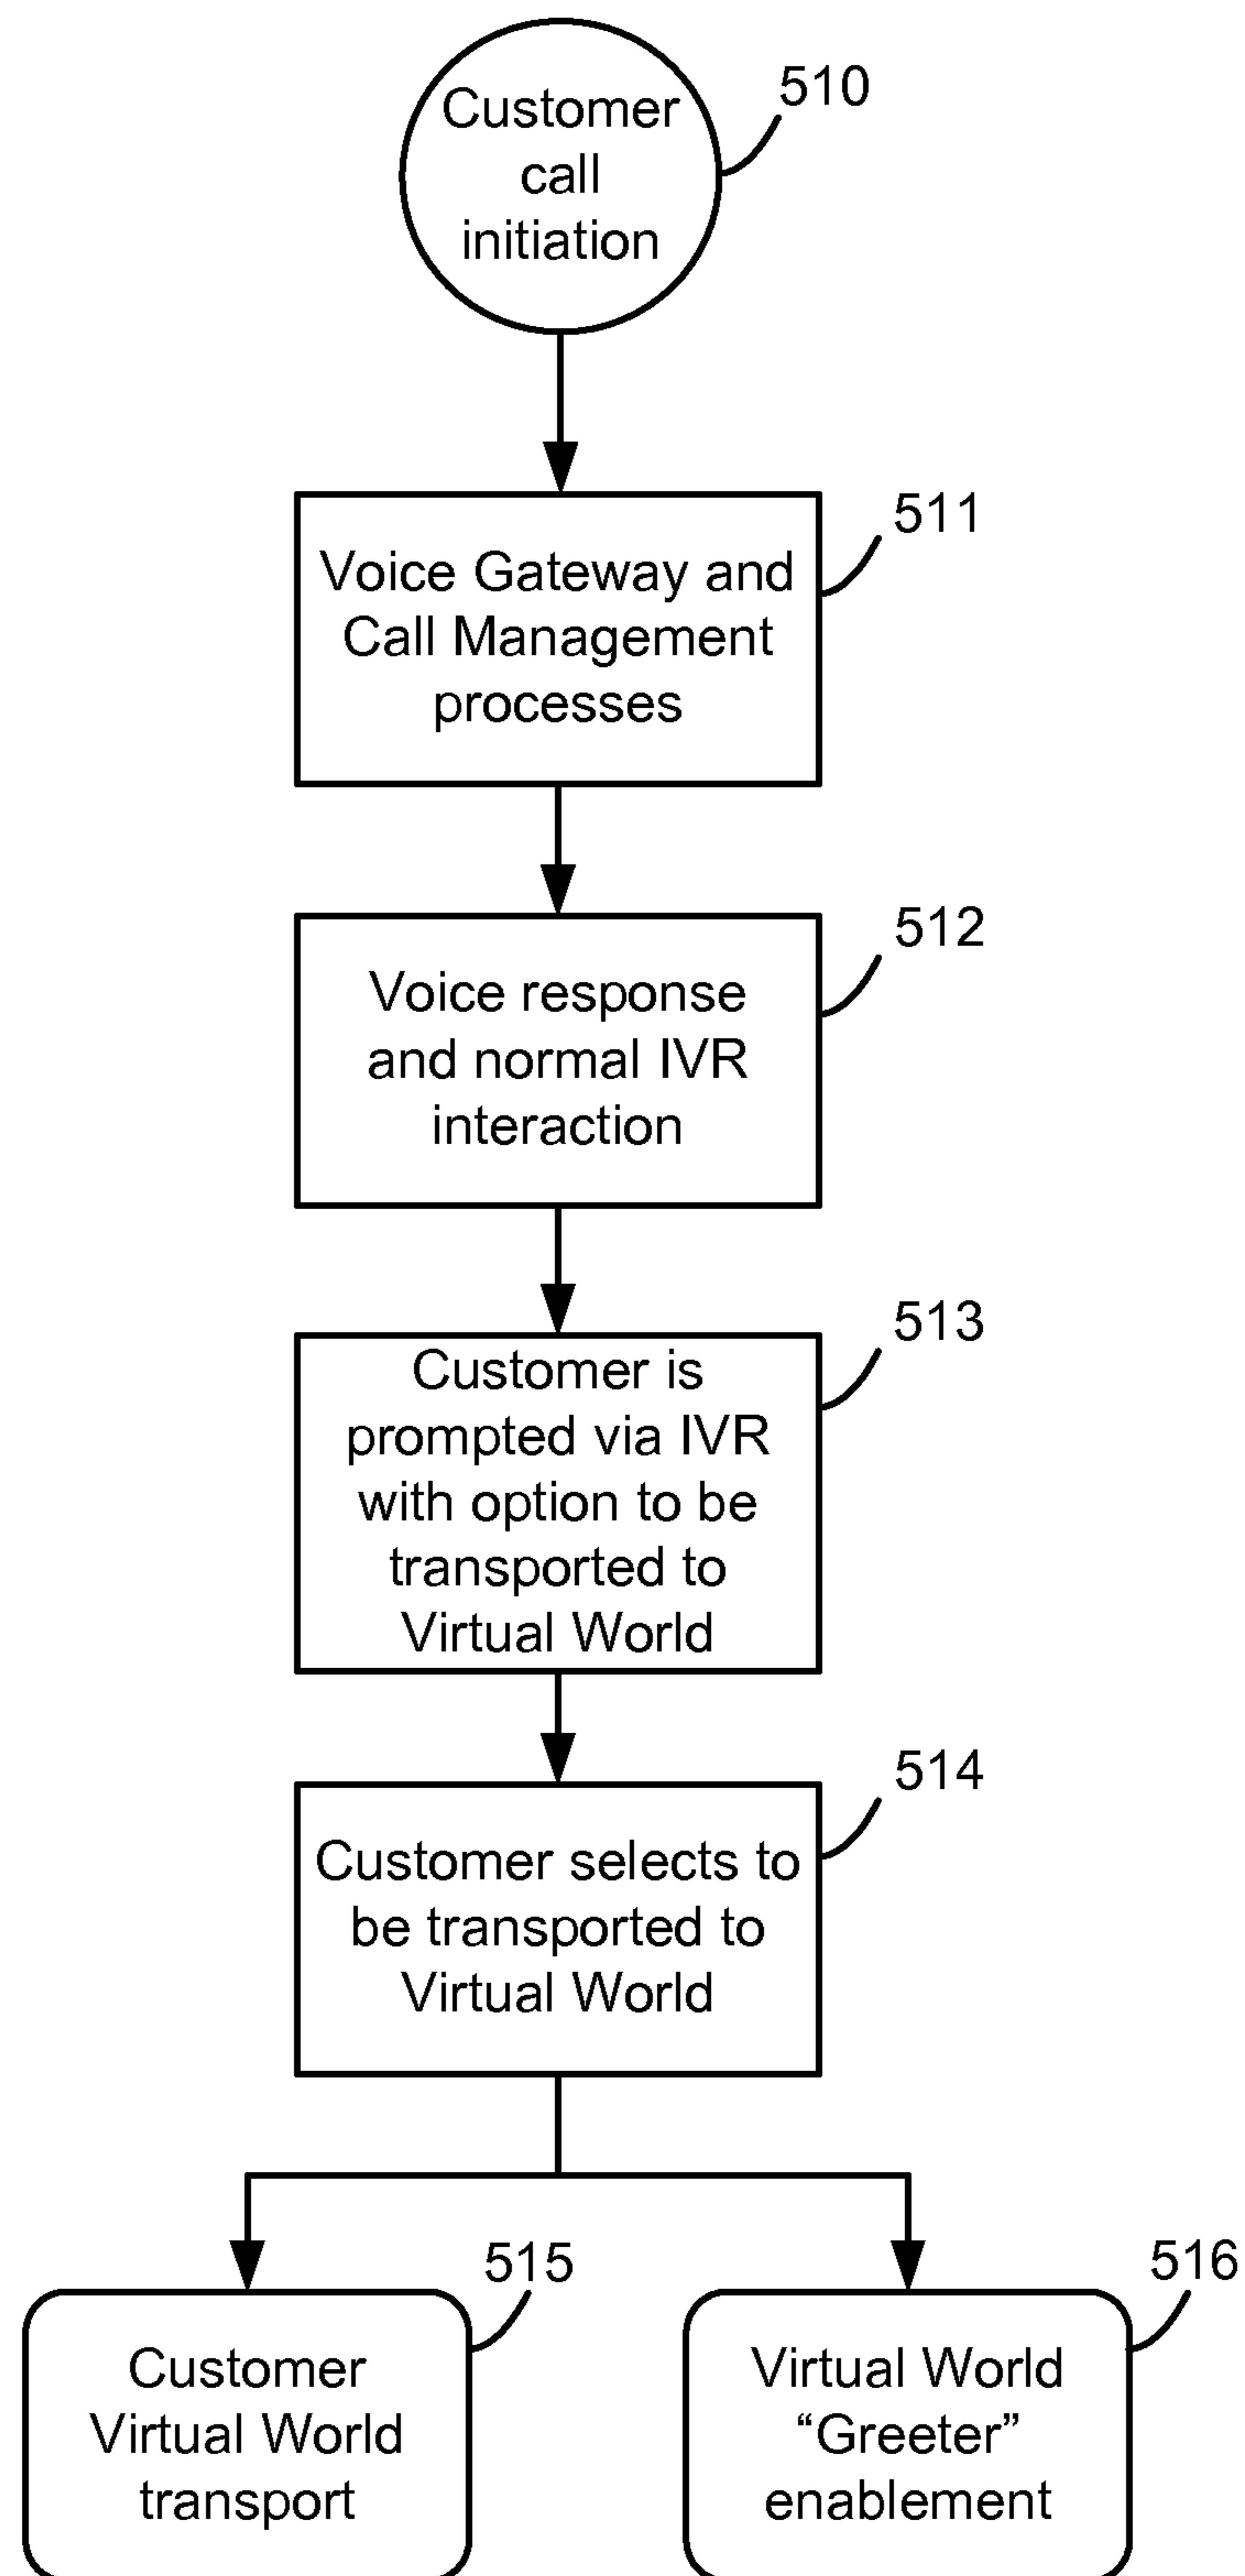 Customer
call
initiation
510
Voice Gateway and
Call Management
processes
511
Voice response
and normal IVR
interaction
512
Customer is
prompted via IVR
with option to be
transported to
Virtual World
513
Customer selects to
be transported to
Virtual World
514
Customer
Virtual World
transport
515
Virtual World
“Greeter”
enablement
516